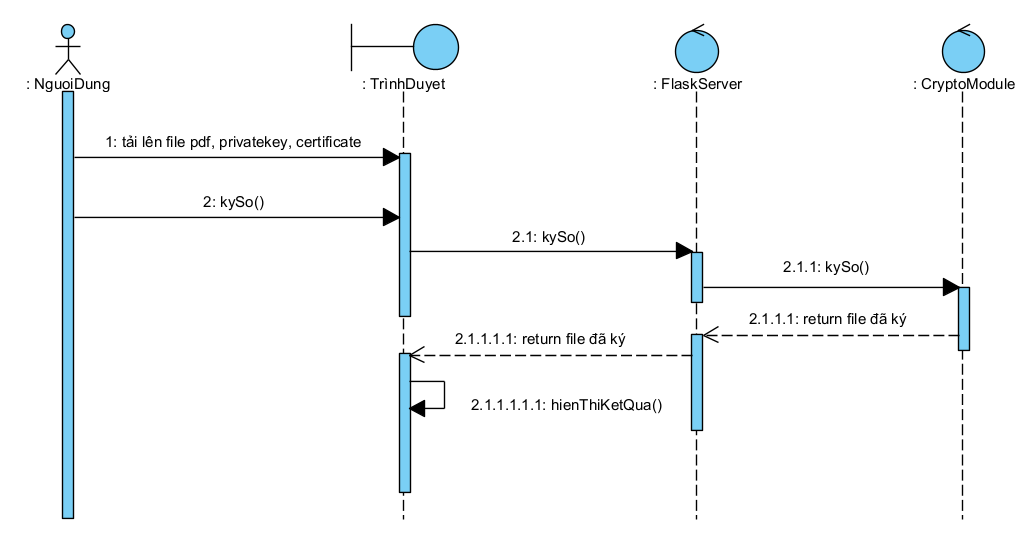 : NguoiDung
: TrìnhDuyet
: FlaskServer
: CryptoModule
1: tải lên file pdf, privatekey, certificate
2: kySo()
2.1: kySo()
2.1.1: kySo()
2.1.1.1: return file đã ký
2.1.1.1.1: return file đã ký
2.1.1.1.1.1: hienThiKetQua()